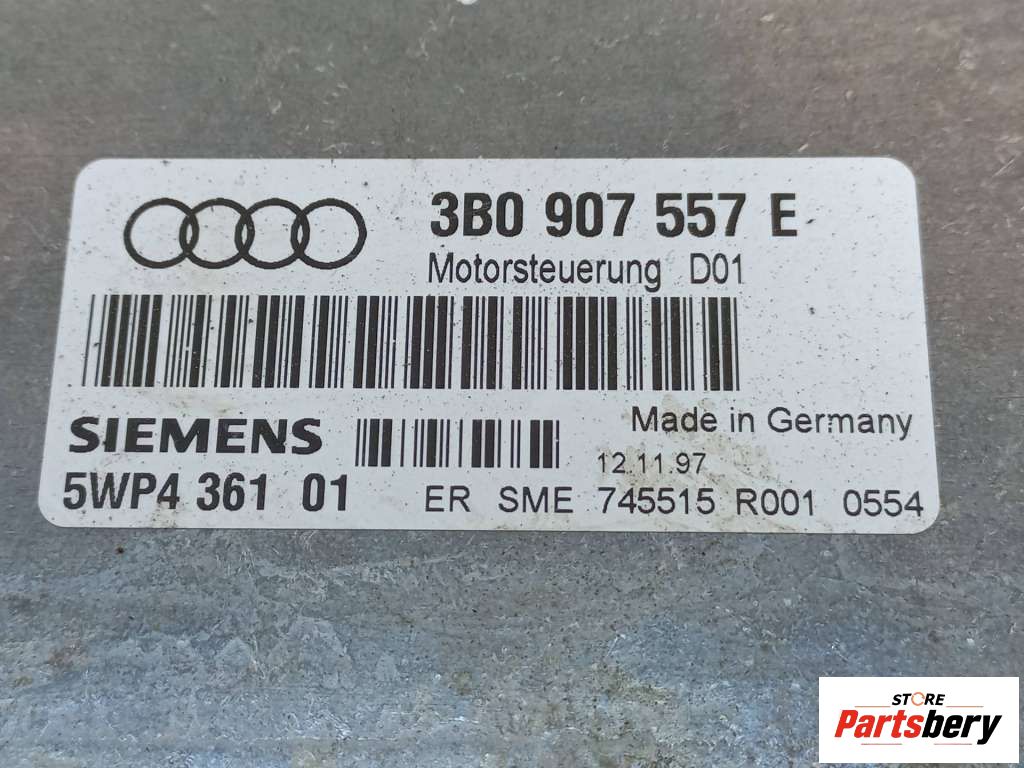 3B0 907 557 E
Motorsteuerung D01
SIEMENS
Made in Germany
12.11.97
5WP4 361 01
ER SME 745515 R001 0554
STORE
Partsbery